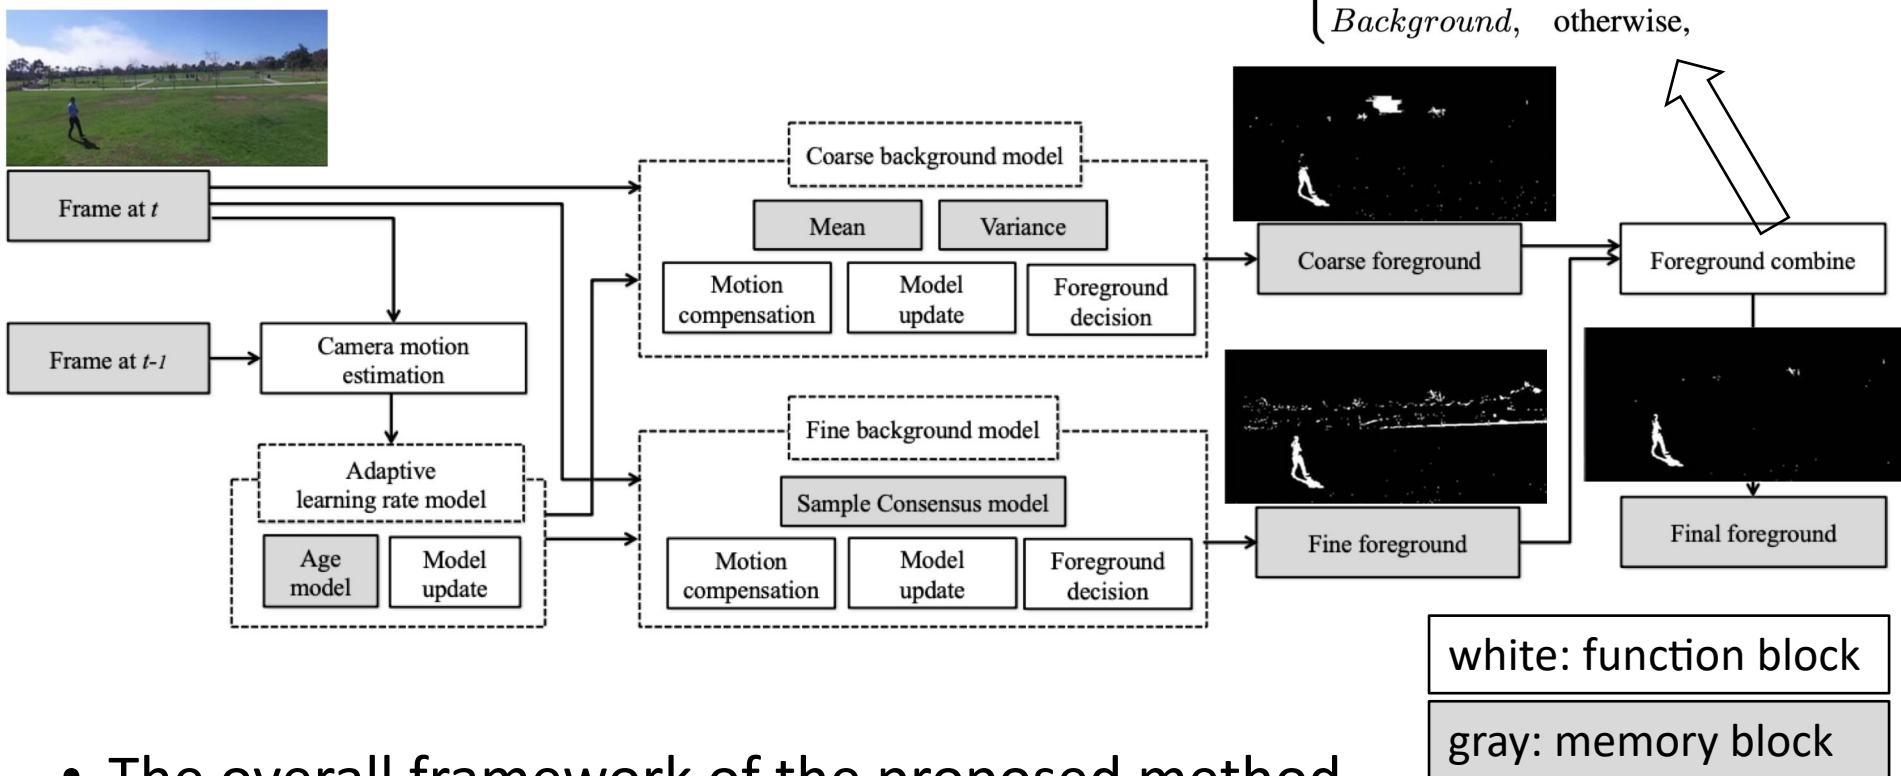 Background, otherwise,
Frame at t
Frame at t-1
Camera motion
estimation
Adaptive
learning rate model
Age
model
Model
update
Coarse background model
Mean
Variance
Motion
compensation
Model
update
Foreground
decision
Fine background model
Sample Consensus model
Motion
compensation
Model
update
Foreground
decision
Coarse foreground
Fine foreground
Foreground combine
Final foreground
white: function block
gray: memory block
• The overall framework of the proposed method